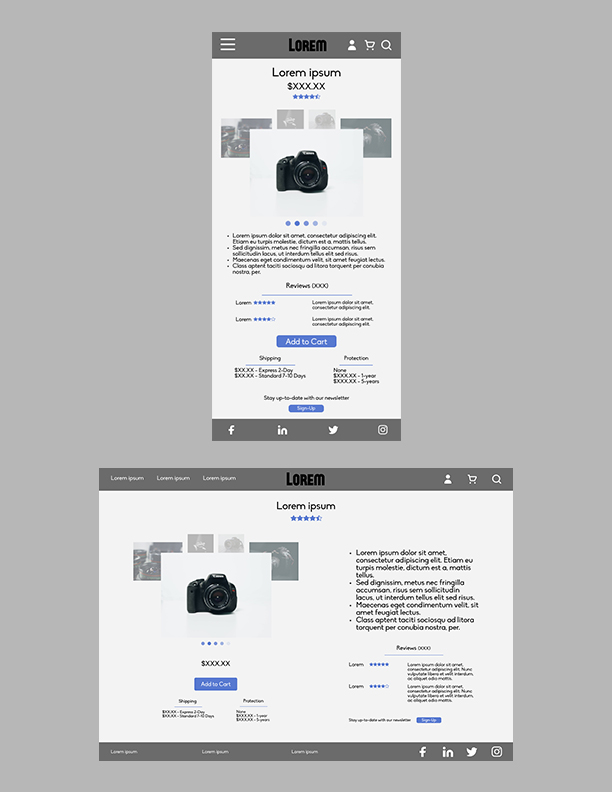 LOREM
Lorem ipsum
$XXX.XX
• Lorem ipsum dolor sit amet, consectetur adipiscing elit.
Etiam eu turpis molestie, dictum est a, mattis tellus.
• Sed dignissim, metus nec fringilla accumsan, risus sem
sollicitudin lacus, ut interdum tellus elit sed risus.
• Maecenas eget condimentum velit, sit amet feugiat lectus.
• Class aptent taciti sociosqu ad litora torquent per conubia
nostra, per.
Reviews (XXX)
Lorem
Lorem ipsum dolor sit amet,
consectetur adipiscing elit.
Lorem
Lorem ipsum dolor sit amet,
consectetur adipiscing elit.
Add to Cart
Shipping
$XX.XX - Express 2-Day
$XX.XX - Standard 7-10 Days
Protection
None
$XXX.XX - 1-year
$XXX.XX - 5-years
Stay up-to-date with our newsletter
Sign-Up
Lorem ipsum Lorem ipsum Lorem ipsum
LOREM
Lorem ipsum
$XXX.XX
Add to Cart
Shipping
$XX.XX - Express 2-Day
$XX.XX - Standard 7-10 Days
Protection
None
$XXX.XX - 1-year
$XXX.XX - 5-years
• Lorem ipsum dolor sit amet,
consectetur adipiscing elit. Etiam eu
turpis molestie, dictum est a, mattis
tellus.
• Sed dignissim, metus nec fringilla
accumsan, risus sem sollicitudin
lacus, ut interdum tellus elit sed risus.
• Maecenas eget condimentum velit, sit
amet feugiat lectus.
• Class aptent taciti sociosqu ad litora
torquent per conubia nostra, per.
Reviews (XXX)
Lorem
Lorem ipsum dolor sit amet,
consectetur adipiscing elit. Nunc
vulputate libero et velit interdum,
ac aliquet odio mattis.
Lorem
Lorem ipsum dolor sit amet,
consectetur adipiscing elit. Nunc
vulputate libero et velit interdum,
ac aliquet odio mattis.
Stay up-to-date with our newsletter
Sign-Up
Lorem ipsum Lorem ipsum Lorem ipsum